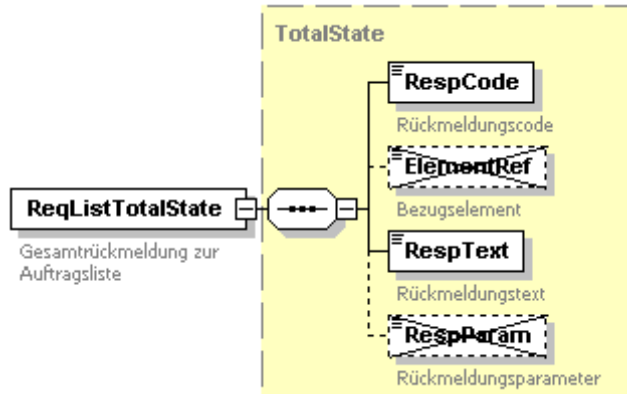 TotalState
RespCode
Rückmeldungscode
ElementRef
Bezugselement
ReqListTotalState
Gesamtrückmeldung zur
Auftragsliste
RespText
Rückmeldungstext
RespParam
Rückmeldungsparameter